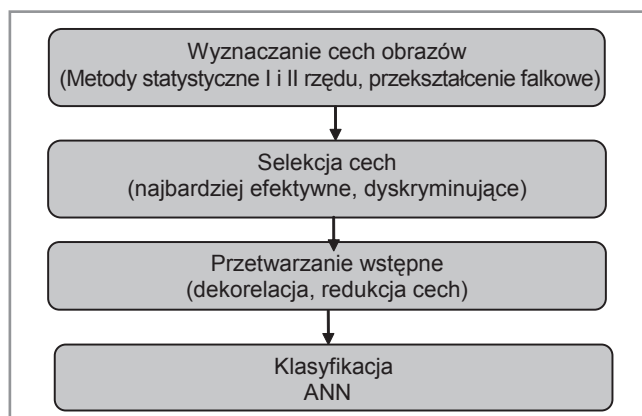 Wyznaczanie cech obrazów
(Metody statystyczne I i II rzędu, przekształcenie falkowe)
Selekcja cech
(najbardziej efektywne, dyskryminujące)
Przetwarzanie wstępne
(dekorelacja, redukcja cech)
Klasyfikacja
ANN